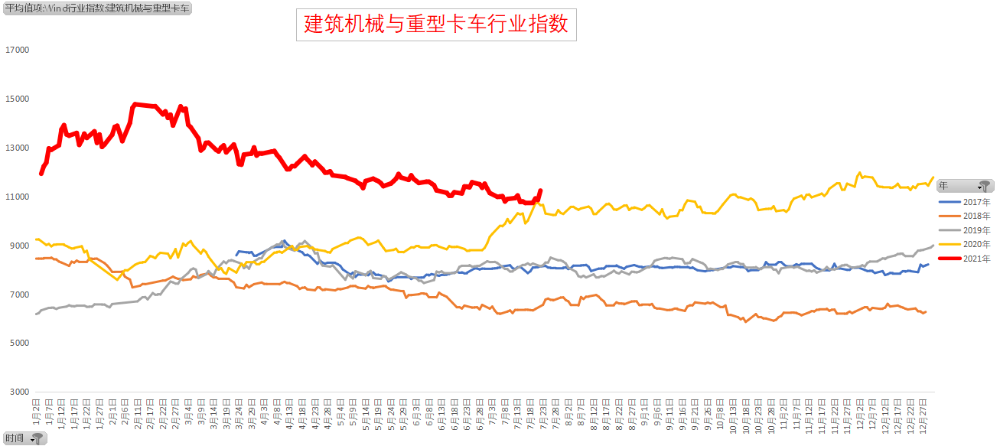 平均值项:Wind行业指数:建筑机械与重型卡车
建筑机械与重型卡车行业指数
17000
15000
13000
11000
9000
7000
5000
3000
年
2017年
2018年
2019年
2020年
2021年
1月2日
1月7日
1月12日
1月17日
1月22日
1月27日
2月1日
2月6日
2月11日
2月17日
2月22日
2月27日
3月4日
3月9日
3月14日
3月19日
3月24日
3月29日
4月3日
4月8日
4月13日
4月18日
4月23日
4月28日
5月4日
5月9日
5月14日
5月19日
5月24日
5月29日
6月3日
6月8日
6月13日
6月18日
6月23日
6月28日
7月3日
7月8日
7月13日
7月18日
7月23日
7月28日
8月2日
8月7日
8月12日
8月17日
8月22日
8月27日
9月1日
9月6日
9月11日
9月16日
9月21日
9月26日
10月8日
10月13日
10月18日
10月23日
10月28日
11月2日
11月7日
11月12日
11月17日
11月22日
11月27日
12月2日
12月7日
12月12日
12月17日
12月22日
12月27日
时间